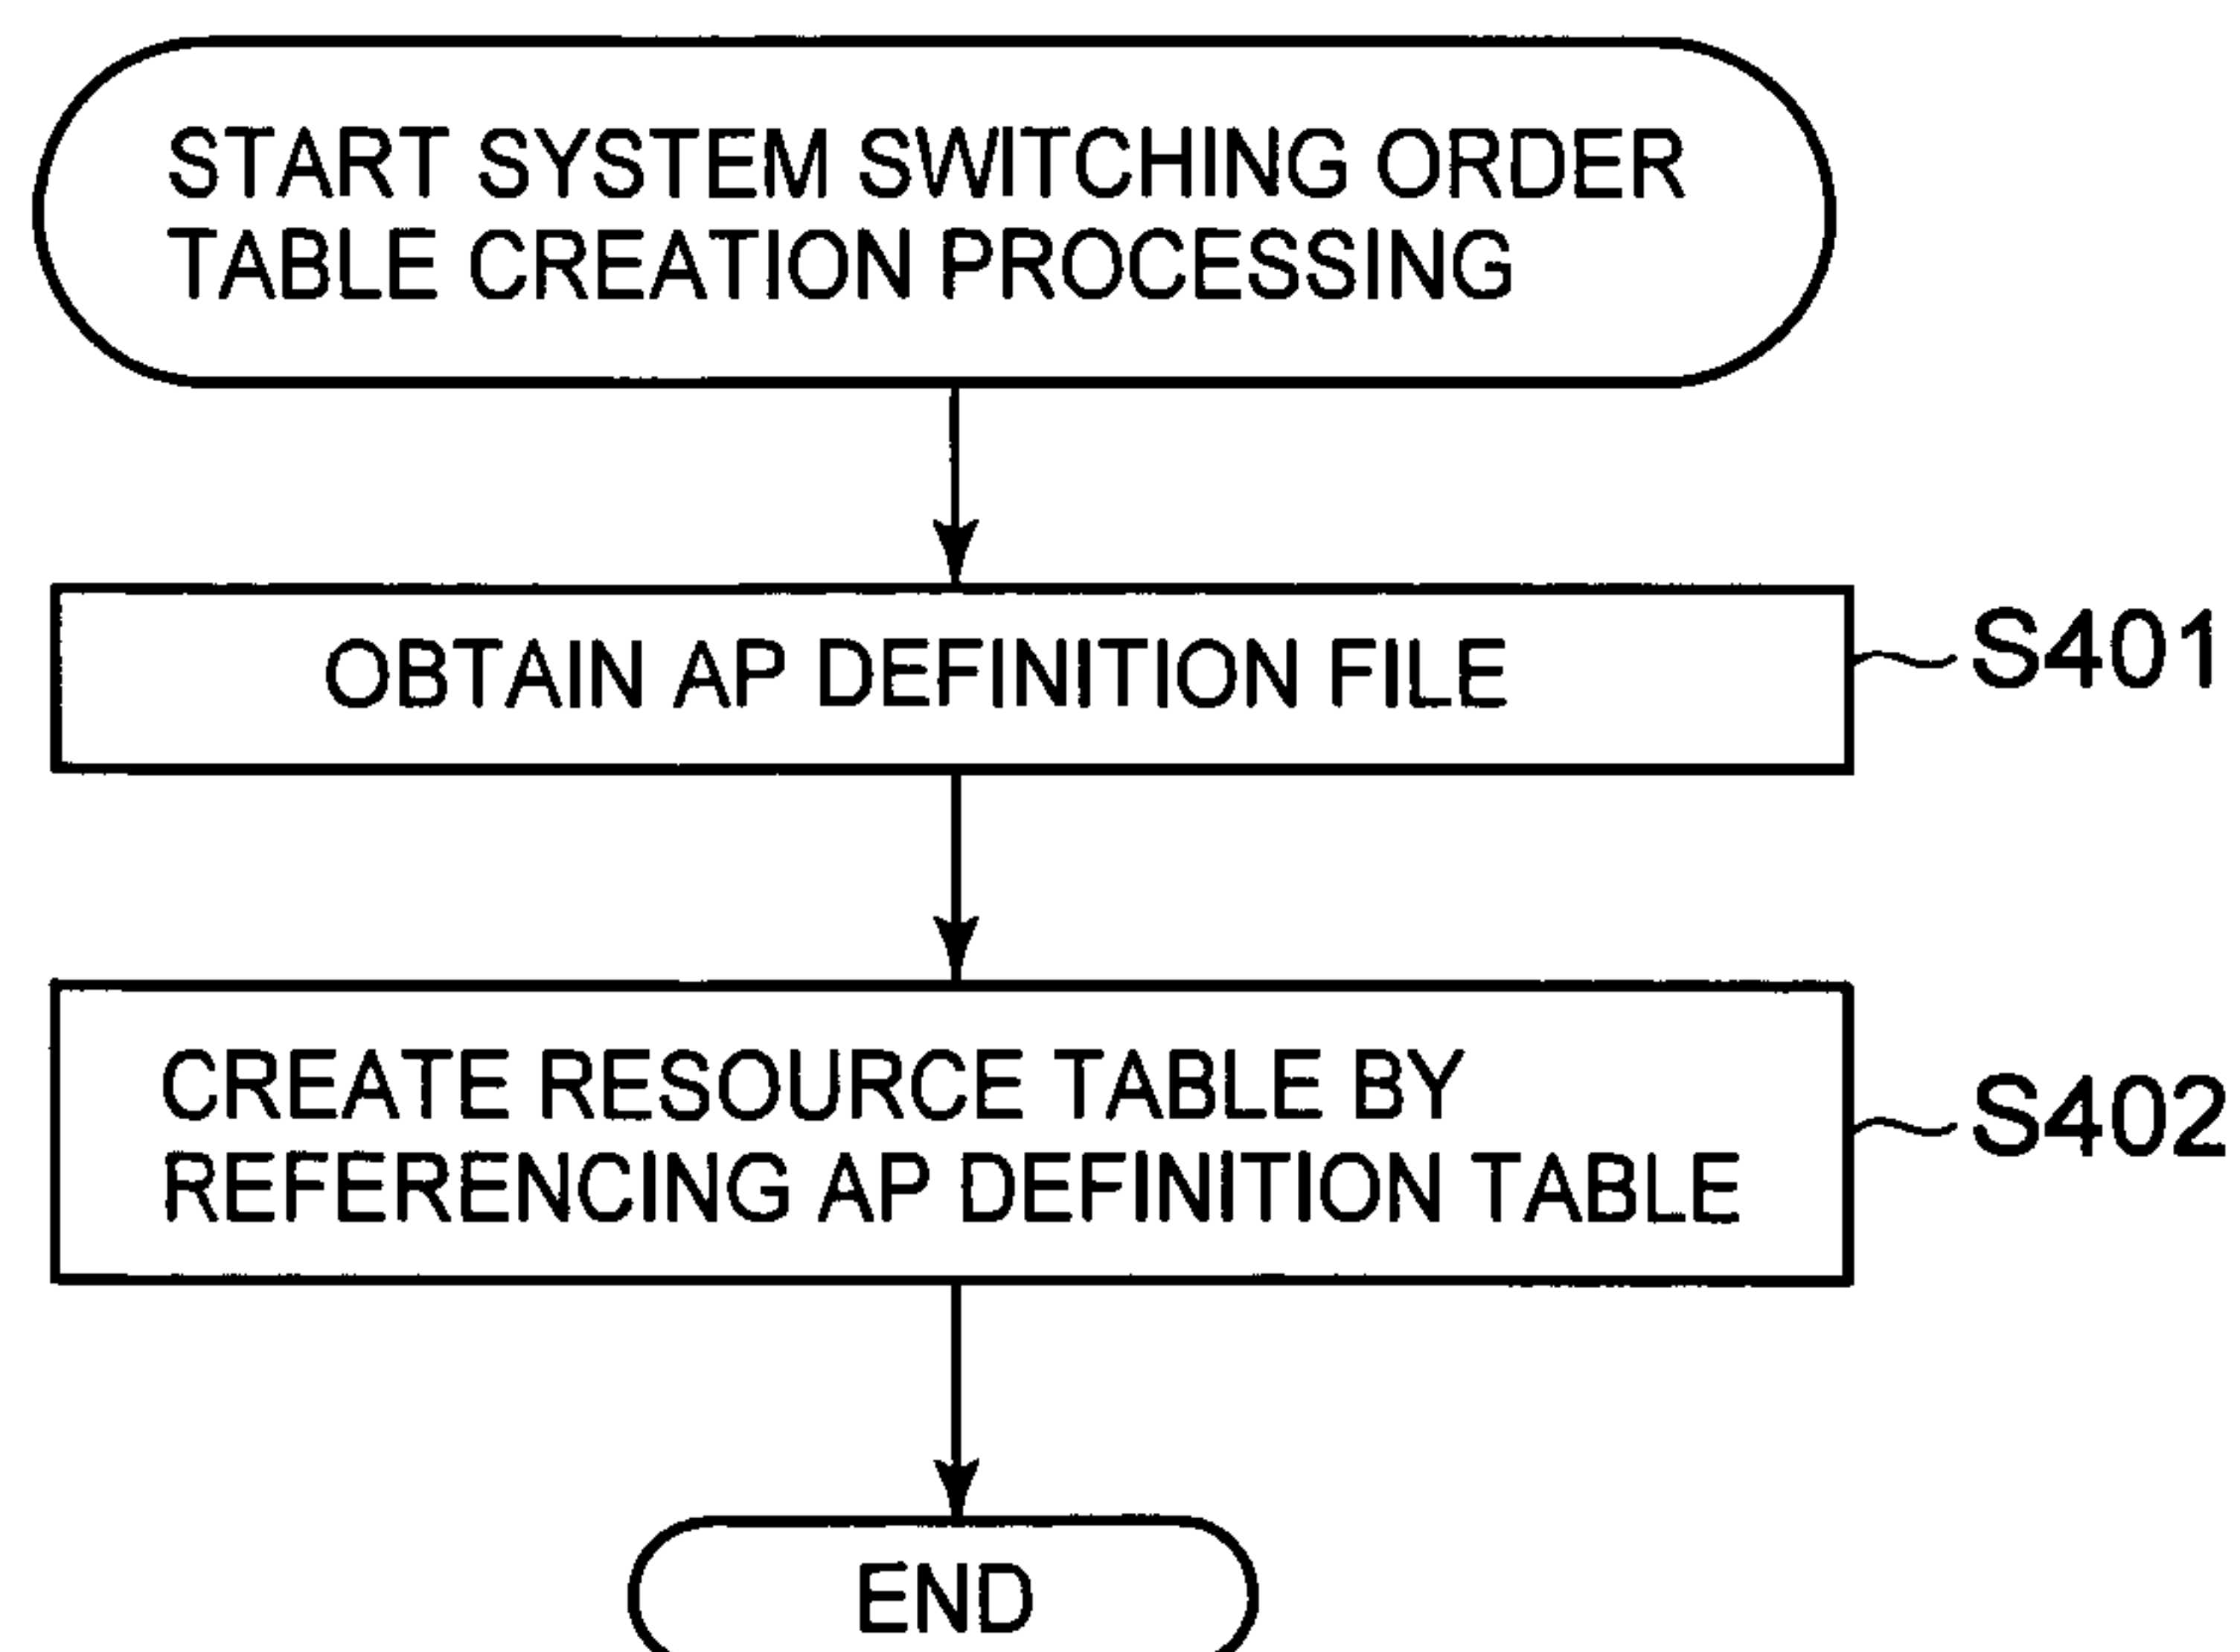 START SYSTEM SWITCHING ORDER
TABLE CREATION PROCESSING
OBTAIN AP DEFINITION FILE
S401
CREATE RESOURCE TABLE BY
REFERENCING AP DEFINITION TABLE
S402
END